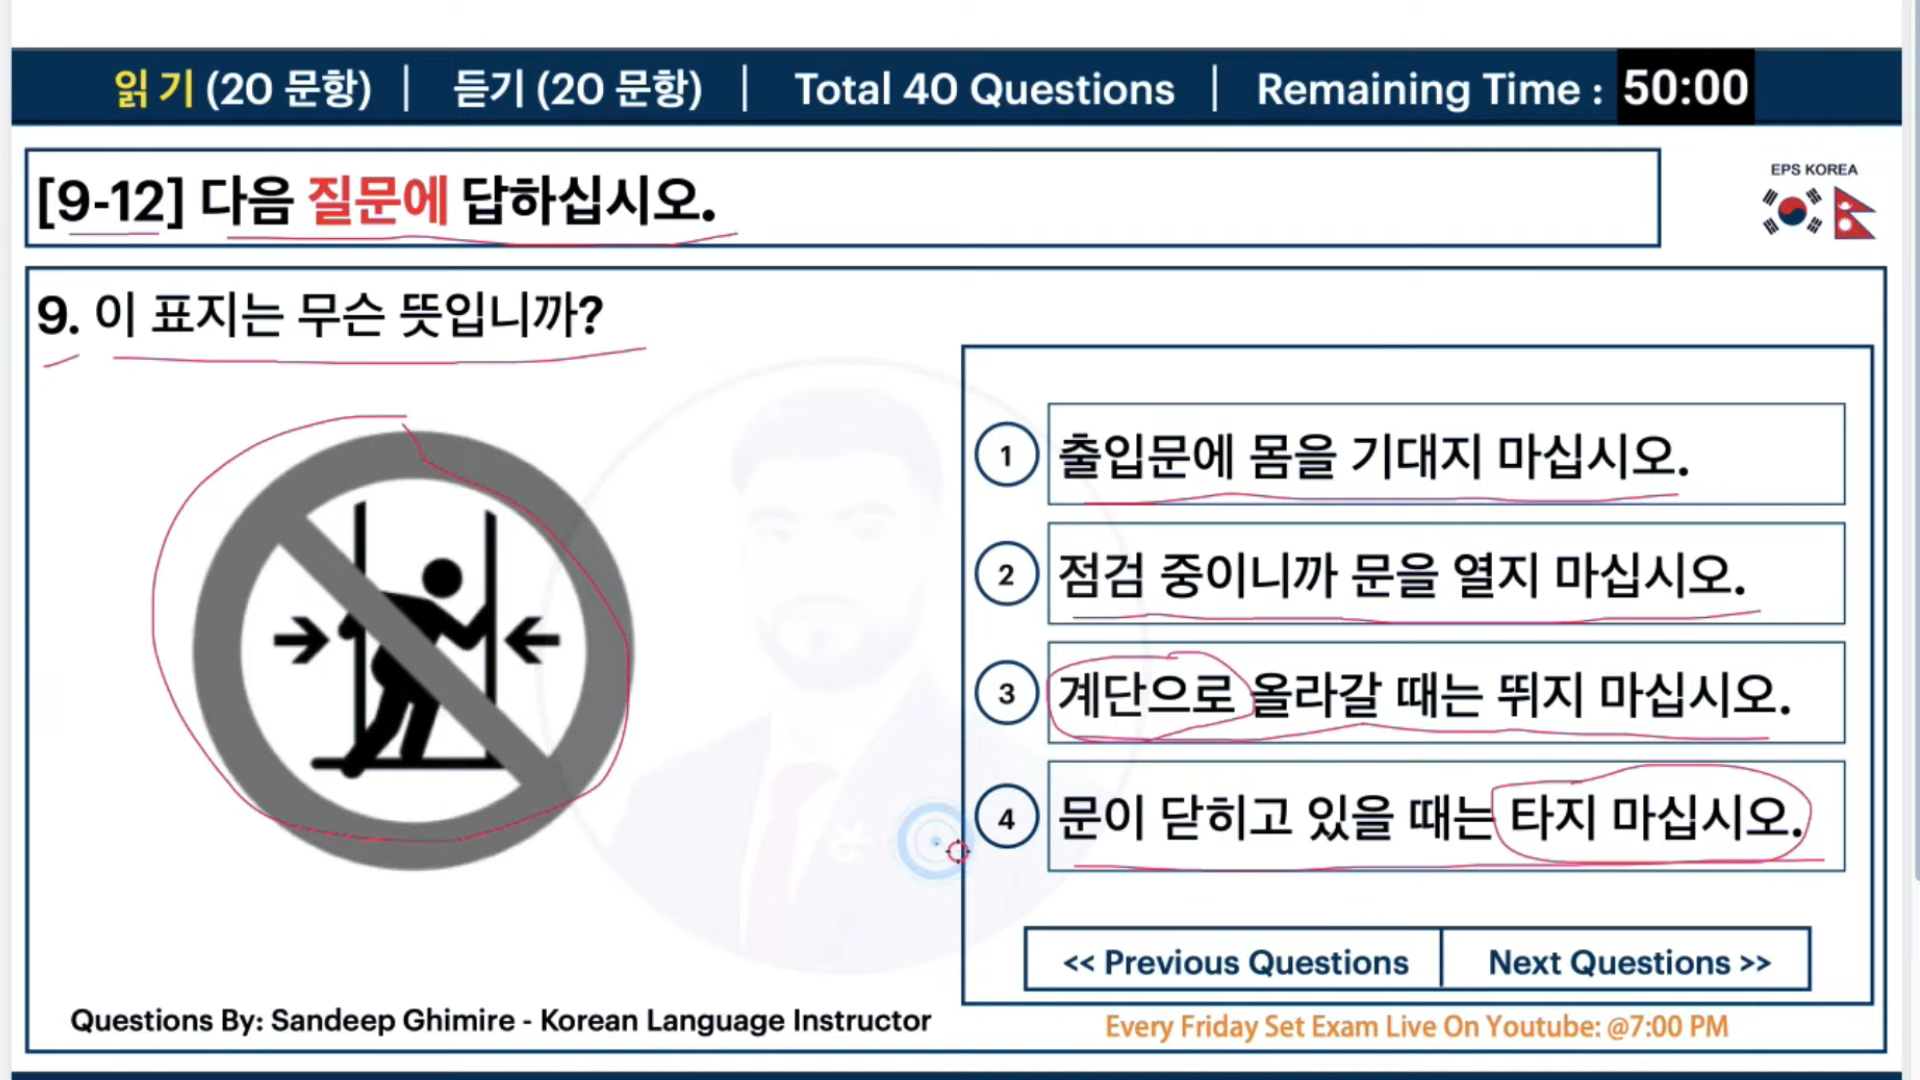 읽 기 (20 문항) | 듣기 (20 문항) | Total 40 Questions | Remaining Time : 50:00
[9-12] 다음 질문에 답하십시오.
EPS KOREA
9. 이 표지는 무슨 뜻입니까?
1 출입문에 몸을 기대지 마십시오.
2 점검 중이니까 문을 열지 마십시오.
3 계단으로 올라갈 때는 뛰지 마십시오.
4 문이 닫히고 있을 때는 타지 마십시오.
<< Previous Questions | Next Questions >>
Questions By: Sandeep Ghimire - Korean Language Instructor
Every Friday Set Exam Live On Youtube: @7:00 PM